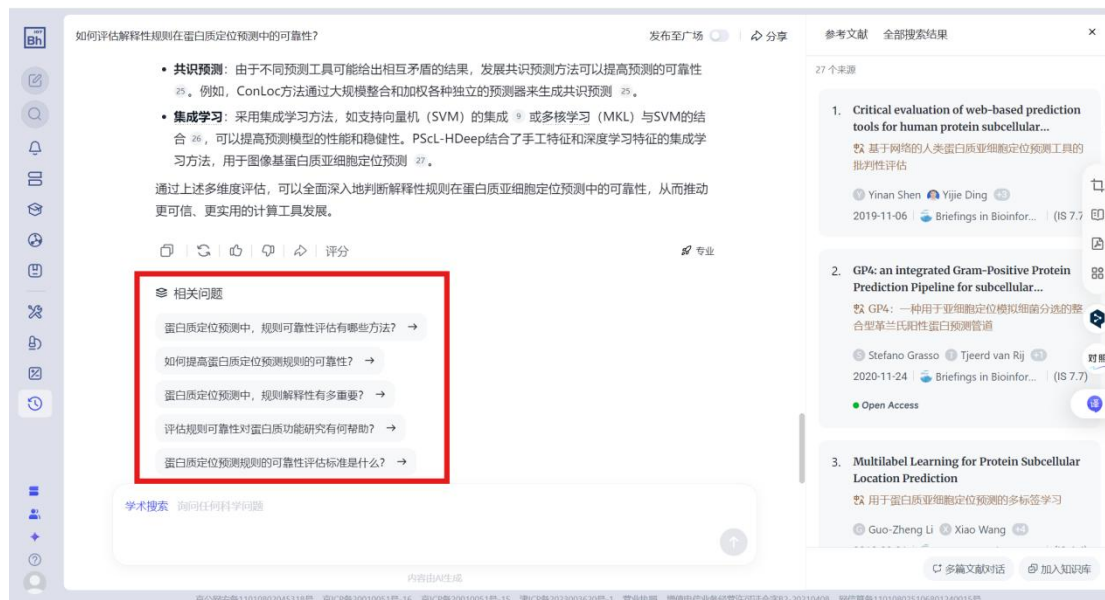 Bh
如何评估解释性规则在蛋白质定位预测中的可靠性?
发布至广场
分享
• 共识预测:由于不同预测工具可能给出相互矛盾的结果,发展共识预测方法可以提高预测的可靠性
25。例如,ConLoc方法通过大规模整合和加权各种独立的预测器来生成共识预测 25。
• 集成学习:采用集成学习方法,如支持向量机(SVM)的集成 9 或多核学习(MKL)与SVM的结
合 26,可以提高预测模型的性能和稳健性。PScL-HDeep结合了手工特征和深度学习特征的集成学
习方法,用于图像基蛋白质亚细胞定位预测 27。
通过上述多维度评估,可以全面深入地判断解释性规则在蛋白质亚细胞定位预测中的可靠性,从而推动
更可信、更实用的计算工具发展。
评分
专业
相关问题
蛋白质定位预测中,规则可靠性评估有哪些方法? →
如何提高蛋白质定位预测规则的可靠性? →
蛋白质定位预测中,规则解释性有多重要? →
评估规则可靠性对蛋白质功能研究有何帮助? →
蛋白质定位预测规则的可靠性评估标准是什么? →
学术搜索 询问任何科学问题
内容由AI生成
参考文献 全部搜索结果
27 个来源
1. Critical evaluation of web-based prediction
tools for human protein subcellular...
基于网络的人类蛋白质亚细胞定位预测工具的
批判性评估
Yinan Shen Yijie Ding +3
2019-11-06 Briefings in Bioinfor... (IS 7.7
2. GP4: an integrated Gram-Positive Protein
Prediction Pipeline for subcellular...
GP4:一种用于亚细胞定位模拟细菌分选的整
合型革兰氏阳性蛋白预测管道
S Stefano Grasso T Tjeerd van Rij
2020-11-24 Briefings in Bioinfor... (IS 7.7)
Open Access
3. Multilabel Learning for Protein Subcellular
Location Prediction
用于蛋白质亚细胞定位预测的多标签学习
G Guo-Zheng Li X Xiao Wang +4
多篇文献对话
加入知识库
对照
译